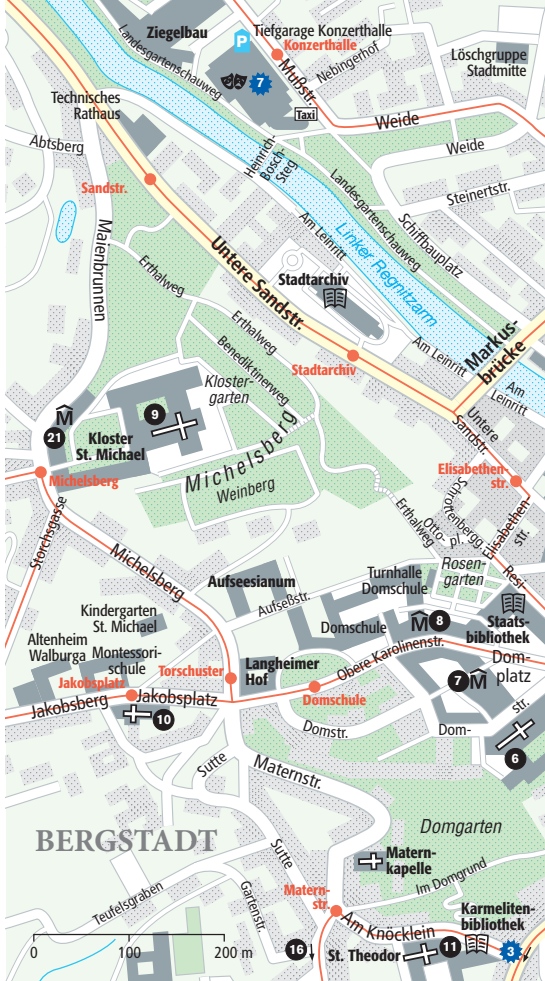 Ziegelbau
Tiefgarage Konzerthalle
P
Konzerthalle
Landesgartenschauweg
Mußstr.
Nebingerhof
Löschgruppe
Stadtmitte
7
Taxi
Technisches
Rathaus
Weide
Abtsberg
Weide
Heinrich-
Bosch-
Steg
Sandstr.
Landesgartenschauweg
Steinertstr.
Am Leinritt
Schiffbauplatz
Maienbrunnen
Linker Regnitzarm
Untere Sandstr.
Erthalweg
Stadtarchiv
Erthalweg
Am Leinritt
Markus-
brücke
Benediktinerweg
Stadtarchiv
Am
Leinritt
Kloster-
garten
9
M
21
Kloster
St. Michael
Untere
Sandstr.
Michelsberg
Weinberg
Michelsberg
Elisabethen-
str.
Schrottenbergg.
Otto-
pl.
Elisabethen-
str.
Erthalweg
Storchsgasse
Michelsberg
Rosen-
garten
Resi
Aufseesianum
Turnhalle
Domschule
Aufseßstr.
Kindergarten
St. Michael
Domschule
M
8
Staats-
bibliothek
Altenheim
Walburga
Montessori-
schule
Torschuster
Langheimer
Hof
Obere Karolinenstr.
Dom-
platz
7
M
Jakobsplatz
Jakobsberg
Jakobsplatz
Domschule
10
Domstr.
Dom-
str.
6
Sutte
Maternstr.
BERGSTADT
Domgarten
Sutte
Matern-
kapelle
Im Domgrund
Teufelsgraben
Gartenstr.
Matern-
str.
Am Knöcklein
Karmeliten-
bibliothek
0
100
200 m
16
St. Theodor
11
3